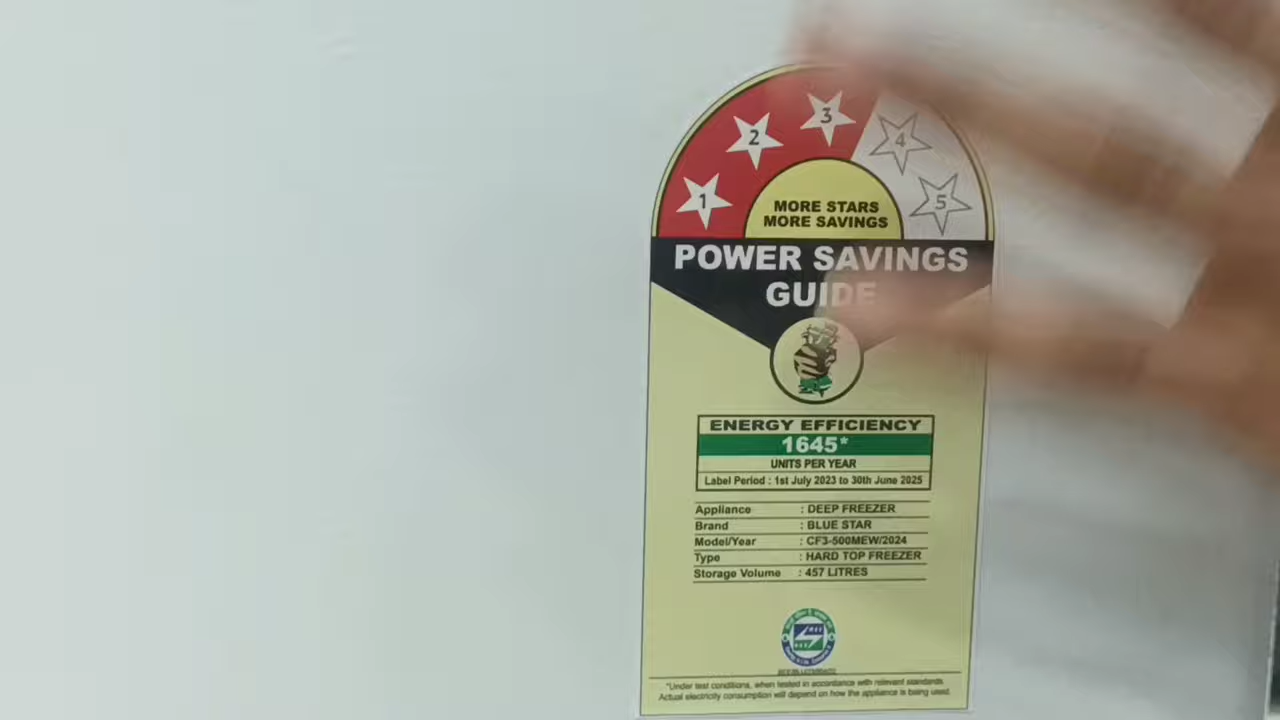 1
2
3
4
5
MORE STARS
MORE SAVINGS
POWER SAVINGS
GUIDE
ENERGY EFFICIENCY
1645*
UNITS PER YEAR
Label Period : 1st July 2023 to 30th June 2025
Appliance : DEEP FREEZER
Brand : BLUE STAR
Model/Year : CF3-500MEW/2024
Type : HARD TOP FREEZER
Storage Volume : 457 LITRES
*Under test conditions, when tested in accordance with relevant standards.
Actual electricity consumption will depend on how the appliance is being used.